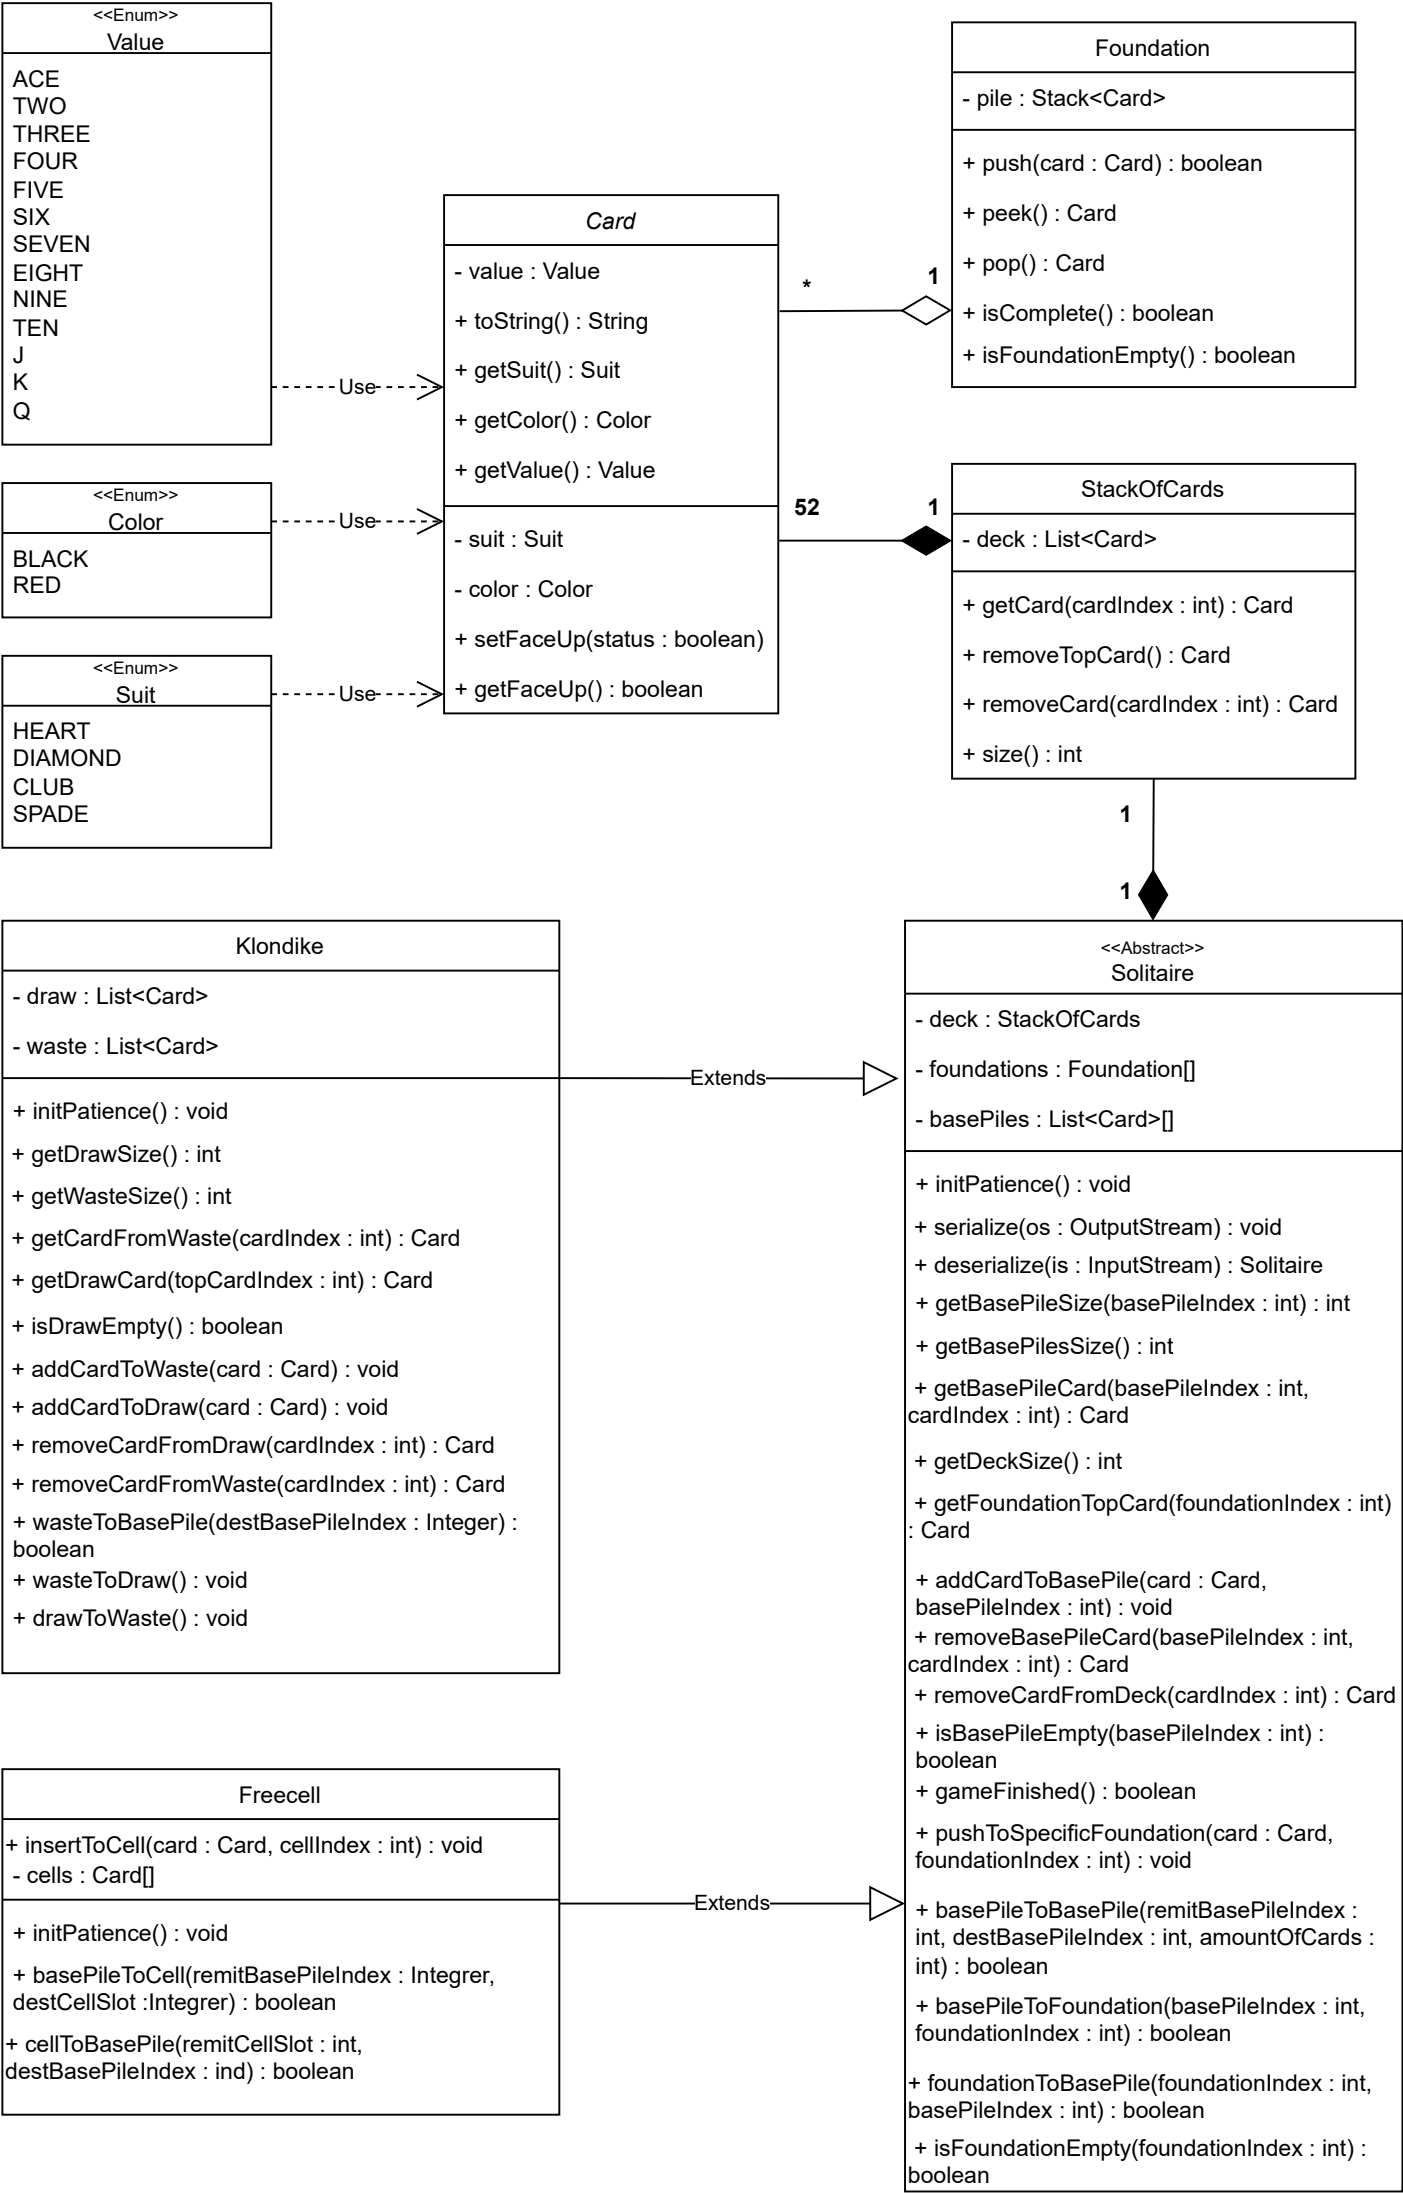 <<Enum>>
Value
ACE
TWO
THREE
FOUR
FIVE
SIX
SEVEN
EIGHT
NINE
TEN
J
K
Q
Use
<<Enum>>
Color
BLACK
RED
Use
<<Enum>>
Suit
HEART
DIAMOND
CLUB
SPADE
Use
Card
- value : Value
+ toString() : String
+ getSuit() : Suit
+ getColor() : Color
+ getValue() : Value
- suit : Suit
- color : Color
+ setFaceUp(status : boolean)
+ getFaceUp() : boolean
*
1
52
1
Foundation
- pile : Stack<Card>
+ push(card : Card) : boolean
+ peek() : Card
+ pop() : Card
+ isComplete() : boolean
+ isFoundationEmpty() : boolean
StackOfCards
- deck : List<Card>
+ getCard(cardIndex : int) : Card
+ removeTopCard() : Card
+ removeCard(cardIndex : int) : Card
+ size() : int
1
1
Klondike
- draw : List<Card>
- waste : List<Card>
+ initPatience() : void
+ getDrawSize() : int
+ getWasteSize() : int
+ getCardFromWaste(cardIndex : int) : Card
+ getDrawCard(topCardIndex : int) : Card
+ isDrawEmpty() : boolean
+ addCardToWaste(card : Card) : void
+ addCardToDraw(card : Card) : void
+ removeCardFromDraw(cardIndex : int) : Card
+ removeCardFromWaste(cardIndex : int) : Card
+ wasteToBasePile(destBasePileIndex : Integer) :
boolean
+ wasteToDraw() : void
+ drawToWaste() : void
Extends
Freecell
+ insertToCell(card : Card, cellIndex : int) : void
- cells : Card[]
+ initPatience() : void
+ basePileToCell(remitBasePileIndex : Integrer,
destCellSlot :Integrer) : boolean
+ cellToBasePile(remitCellSlot : int,
destBasePileIndex : ind) : boolean
Extends
<<Abstract>>
Solitaire
- deck : StackOfCards
- foundations : Foundation[]
- basePiles : List<Card>[]
+ initPatience() : void
+ serialize(os : OutputStream) : void
+ deserialize(is : InputStream) : Solitaire
+ getBasePileSize(basePileIndex : int) : int
+ getBasePilesSize() : int
+ getBasePileCard(basePileIndex : int,
cardIndex : int) : Card
+ getDeckSize() : int
+ getFoundationTopCard(foundationIndex : int)
: Card
+ addCardToBasePile(card : Card,
basePileIndex : int) : void
+ removeBasePileCard(basePileIndex : int,
cardIndex : int) : Card
+ removeCardFromDeck(cardIndex : int) : Card
+ isBasePileEmpty(basePileIndex : int) :
boolean
+ gameFinished() : boolean
+ pushToSpecificFoundation(card : Card,
foundationIndex : int) : void
+ basePileToBasePile(remitBasePileIndex :
int, destBasePileIndex : int, amountOfCards :
int) : boolean
+ basePileToFoundation(basePileIndex : int,
foundationIndex : int) : boolean
+ foundationToBasePile(foundationIndex : int,
basePileIndex : int) : boolean
+ isFoundationEmpty(foundationIndex : int) :
boolean